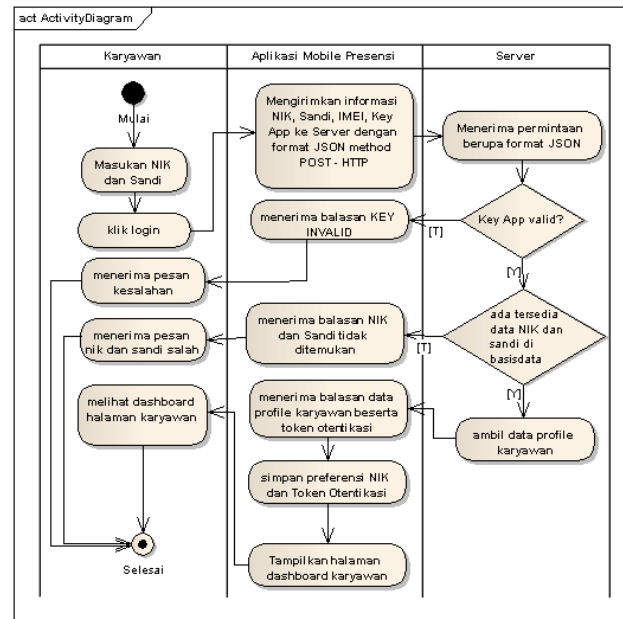 act ActivityDiagram
Karyawan
Aplikasi Mobile Presensi
Server
Mulai
Masukan NIK
dan Sandi
klik login
Mengirimkan informasi
NIK, Sandi, IMEI, Key
App ke Server dengan
format JSON method
POST - HTTP
Menerima permintaan
berupa format JSON
Key App valid?
[T]
[Y]
menerima balasan KEY
INVALID
menerima pesan
kesalahan
ada tersedia
data NIK dan
sandi di
basisdata
[T]
[Y]
menerima balasan NIK
dan Sandi tidak
ditemukan
menerima pesan
nik dan sandi salah
ambil data profile
karyawan
menerima balasan data
profile karyawan beserta
token otentikasi
simpan preferensi NIK
dan Token Otentikasi
Tampilkan halaman
dashboard karyawan
melihat dashboard
halaman karyawan
Selesai